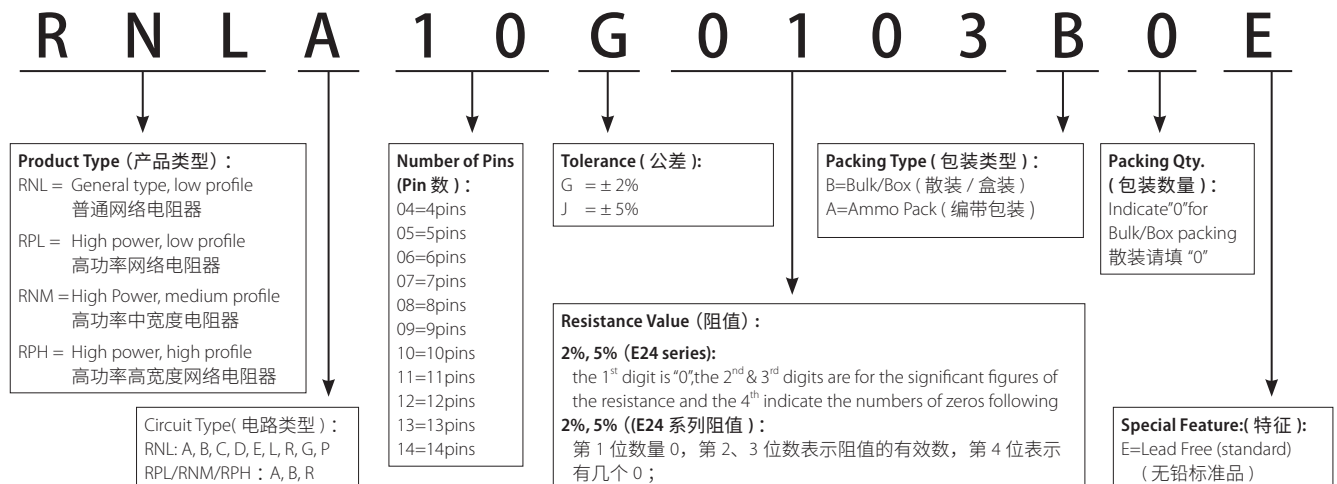 R N L A 1 0 G 0 1 0 3 B 0 E
Product Type (产品类型)：
RNL = General type, low profile
普通网络电阻器
RPL = High power, low profile
高功率网络电阻器
RNM = High Power, medium profile
高功率中宽度电阻器
RPH = High power, high profile
高功率高宽度网络电阻器
Circuit Type( 电路类型 )：
RNL: A, B, C, D, E, L, R, G, P
RPL/RNM/RPH：A, B, R
Number of Pins
(Pin 数 )：
04=4pins
05=5pins
06=6pins
07=7pins
08=8pins
09=9pins
10=10pins
11=11pins
12=12pins
13=13pins
14=14pins
Tolerance ( 公差 ):
G = ± 2%
J = ± 5%
Resistance Value (阻值)：
2%, 5% (E24 series):
the 1st digit is “0”,the 2nd & 3rd digits are for the significant figures of
the resistance and the 4th indicate the numbers of zeros following
2%, 5% ((E24 系列阻值 )：
第 1 位数量 0，第 2、3 位数表示阻值的有效数，第 4 位表示
有几个 0；
Packing Type ( 包装类型 )：
B=Bulk/Box ( 散装 / 盒装 )
A=Ammo Pack ( 编带包装 )
Packing Qty.
( 包装数量 )：
Indicate”0”for
Bulk/Box packing
散装请填 “0”
Special Feature:( 特征 ):
E=Lead Free (standard)
( 无铅标准品 )